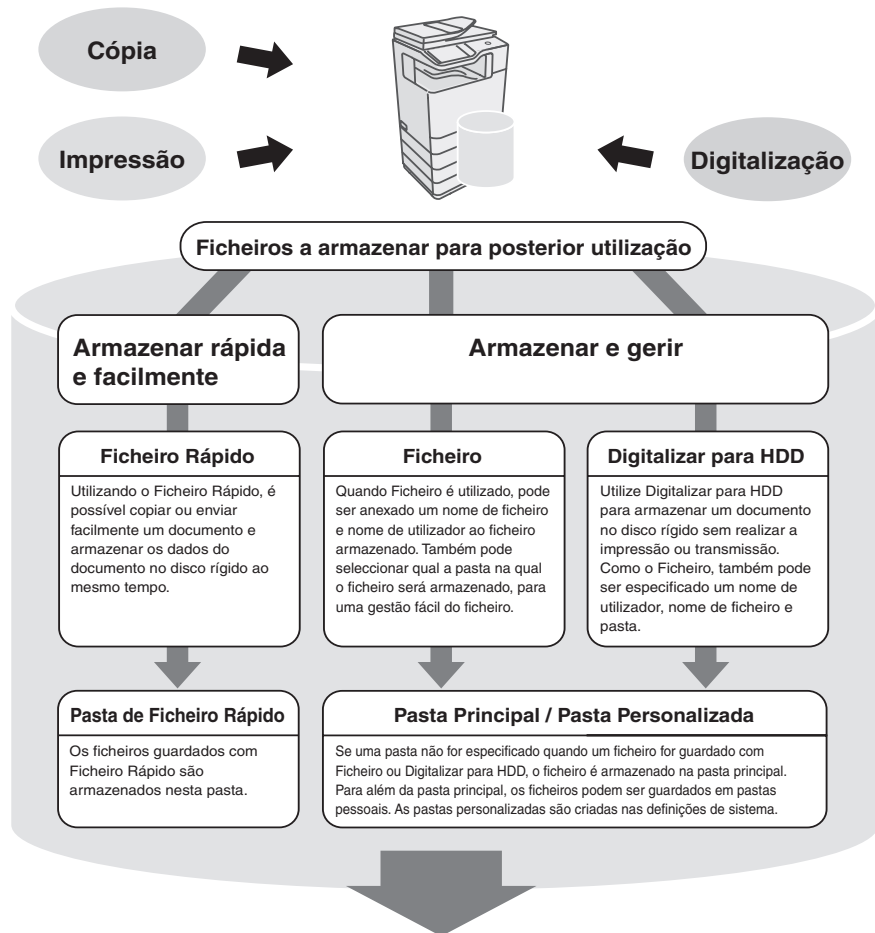 Cópia
Impressão
Digitalização
Ficheiros a armazenar para posterior utilização
Armazenar rápida
e facilmente
Armazenar e gerir
Ficheiro Rápido
Utilizando o Ficheiro Rápido, é
possível copiar ou enviar
facilmente um documento e
armazenar os dados do
documento no disco rígido ao
mesmo tempo.
Ficheiro
Quando Ficheiro é utilizado, pode
ser anexado um nome de ficheiro
e nome de utilizador ao ficheiro
armazenado. Também pode
seleccionar qual a pasta na qual
o ficheiro será armazenado, para
uma gestão fácil do ficheiro.
Digitalizar para HDD
Utilize Digitalizar para HDD
para armazenar um documento
no disco rígido sem realizar a
impressão ou transmissão.
Como o Ficheiro, também pode
ser especificado um nome de
utilizador, nome de ficheiro e
pasta.
Pasta de Ficheiro Rápido
Os ficheiros guardados com
Ficheiro Rápido são
armazenados nesta pasta.
Pasta Principal / Pasta Personalizada
Se uma pasta não for especificado quando um ficheiro for guardado com
Ficheiro ou Digitalizar para HDD, o ficheiro é armazenado na pasta principal.
Para além da pasta principal, os ficheiros podem ser guardados em pastas
pessoais. As pastas personalizadas são criadas nas definições de sistema.